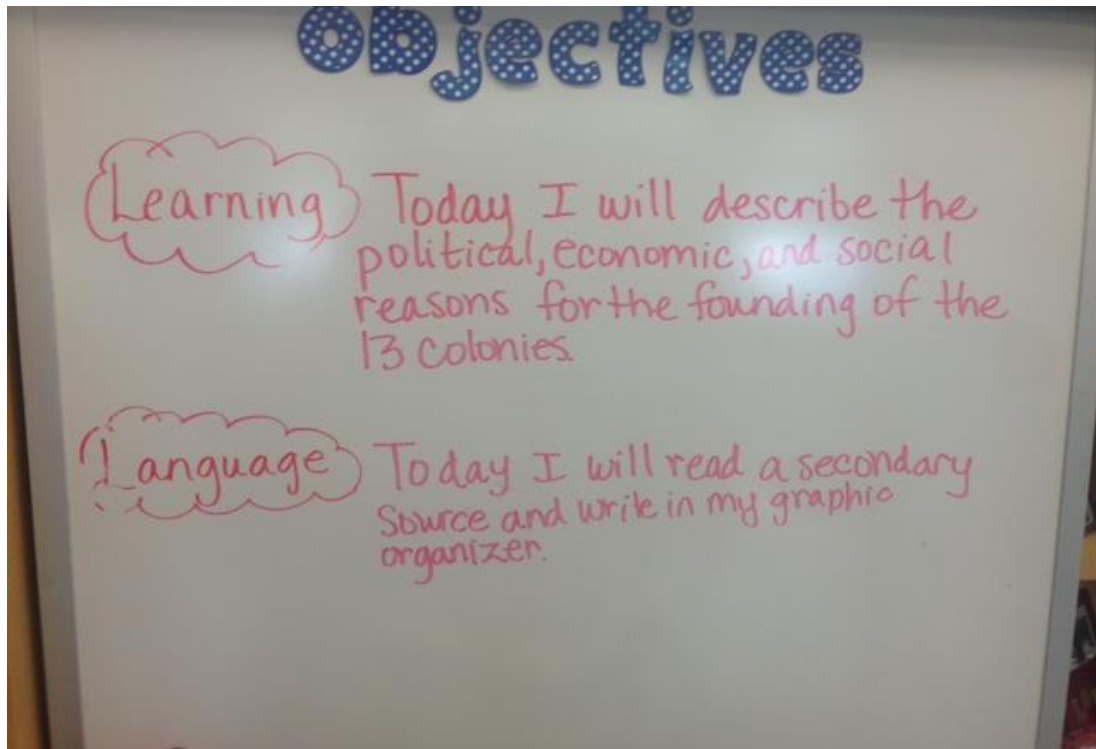 objectives
Learning Today I will describe the
political, economic, and social
reasons for the founding of the
13 colonies.
Language Today I will read a secondary
source and write in my graphic
organizer.